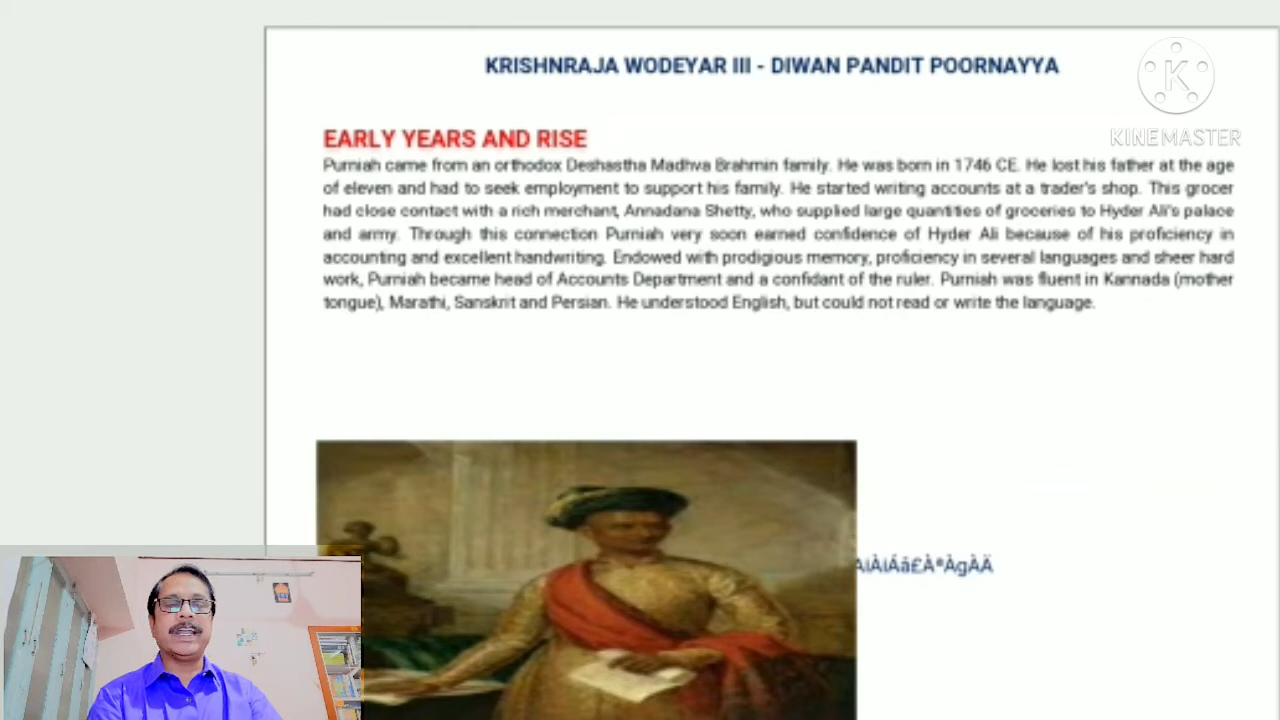 KRISHNRAJA WODEYAR III - DIWAN PANDIT POORNAYYA
K
KINEMASTER
EARLY YEARS AND RISE
Purniah came from an orthodox Deshastha Madhva Brahmin family. He was born in 1746 CE. He lost his father at the age
of eleven and had to seek employment to support his family. He started writing accounts at a trader's shop. This grocer
had close contact with a rich merchant, Annadana Shetty, who supplied large quantities of groceries to Hyder Ali's palace
and army. Through this connection Purniah very soon earned confidence of Hyder Ali because of his proficiency in
accounting and excellent handwriting. Endowed with prodigious memory, proficiency in several languages and sheer hard
work, Purniah became head of Accounts Department and a confidant of the ruler. Purniah was fluent in Kannada (mother
tongue), Marathi, Sanskrit and Persian. He understood English, but could not read or write the language.